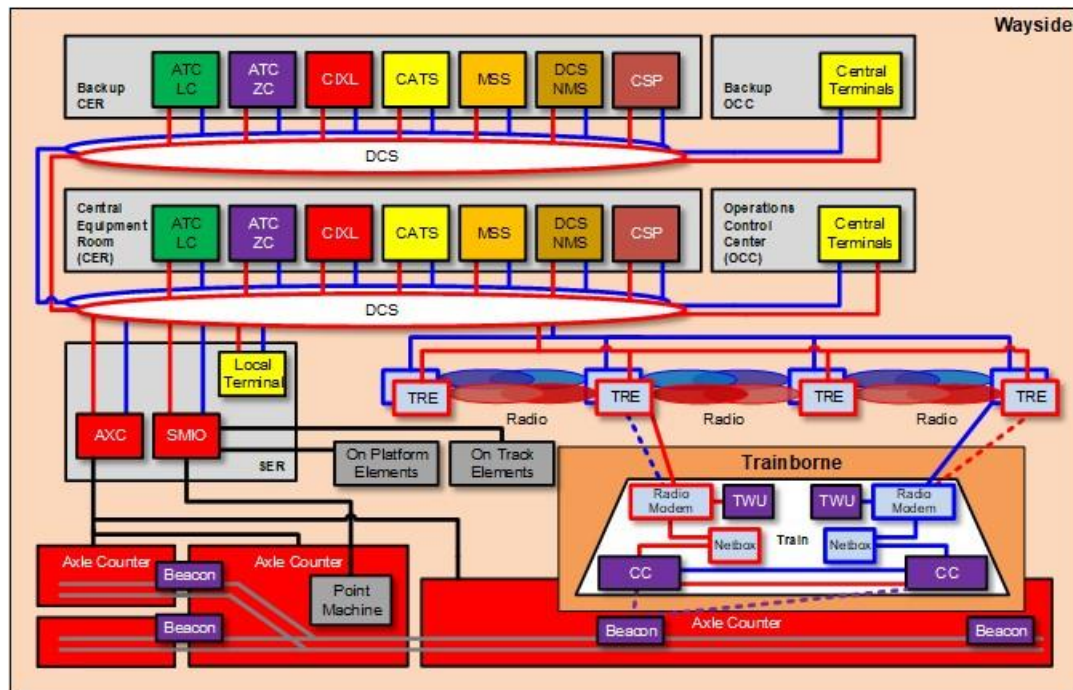 Wayside
Backup
CER
ATC
LC
ATC
ZC
CIXL
CATS
MSS
DCS
NMS
CSP
Backup
OCC
Central
Terminals
DCS
Central
Equipment
Room
(CER)
ATC
LC
ATC
ZC
CIXL
CATS
MSS
DCS
NMS
CSP
Operations
Control
Center
(OCC)
Central
Terminals
DCS
Local
Terminal
AXC
SMIO
SER
On Platform
Elements
On Track
Elements
TRE
Radio
TRE
Radio
TRE
Radio
TRE
Trainborne
Radio
Modem
TWU
TWU
Radio
Modem
Netbox
Train
Netbox
CC
CC
Axle Counter
Beacon
Axle Counter
Point
Machine
Beacon
Beacon
Axle Counter
Beacon